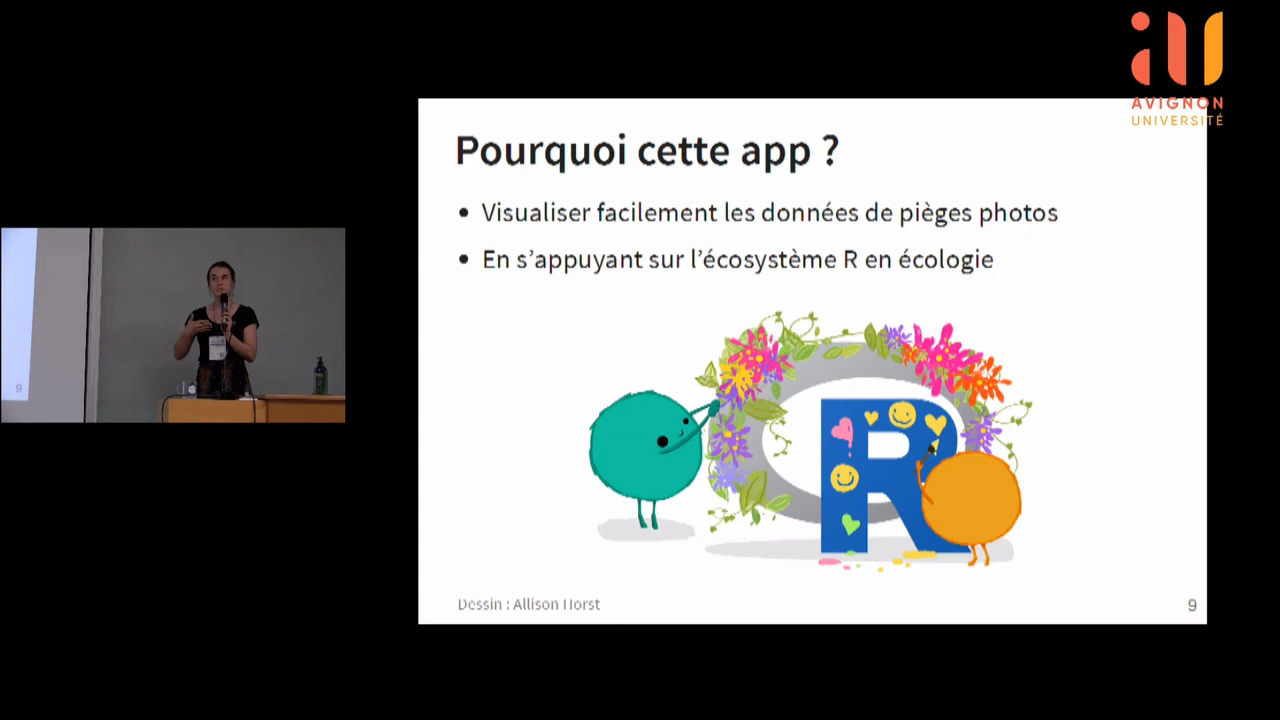 AVIGNON
UNIVERSITÉ
Pourquoi cette app ?
• Visualiser facilement les données de pièges photos
• En s'appuyant sur l'écosystème R en écologie
R
Dessin : Allison Horst
9
9